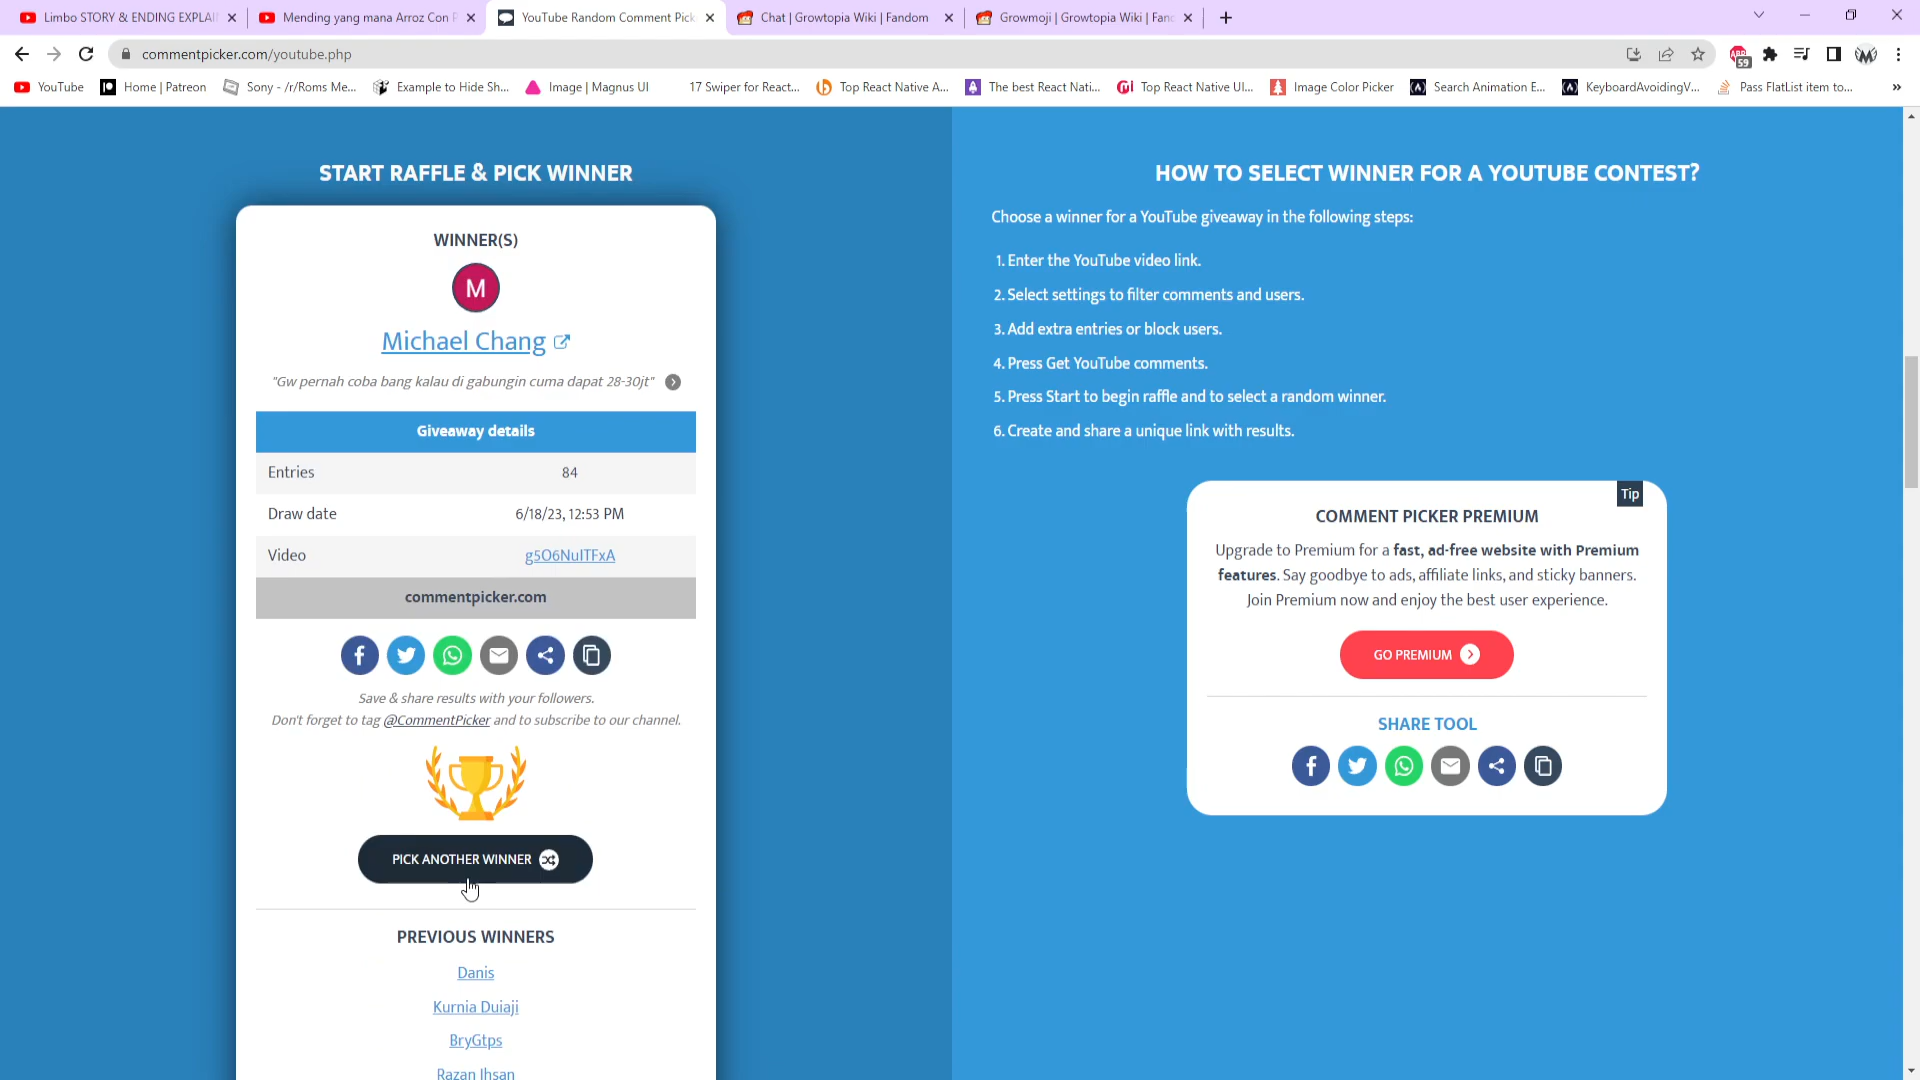 Limbo STORY & ENDING EXPLAI
Mending yang mana Arroz Con P
YouTube Random Comment Pick
Chat | Growtopia Wiki | Fandom
Growmoji | Growtopia Wiki | Fand
commentpicker.com/youtube.php
ABP
59
YouTube
Home | Patreon
Sony - /r/Roms Me...
Example to Hide Sh...
Image | Magnus UI
17 Swiper for React...
Top React Native A...
The best React Nati...
Top React Native UI...
Image Color Picker
Search Animation E...
KeyboardAvoidingV...
Pass FlatList item to...
START RAFFLE & PICK WINNER
WINNER(S)
M
Michael Chang
"Gw pernah coba bang kalau di gabungin cuma dapat 28-30jt"
Giveaway details
Entries 84
Draw date 6/18/23, 12:53 PM
Video g5O6NuITFxA
commentpicker.com
Save & share results with your followers.
Don't forget to tag @CommentPicker and to subscribe to our channel.
PICK ANOTHER WINNER
PREVIOUS WINNERS
Danis
Kurnia Duiaji
BryGtps
Razan Ihsan
HOW TO SELECT WINNER FOR A YOUTUBE CONTEST?
Choose a winner for a YouTube giveaway in the following steps:
1. Enter the YouTube video link.
2. Select settings to filter comments and users.
3. Add extra entries or block users.
4. Press Get YouTube comments.
5. Press Start to begin raffle and to select a random winner.
6. Create and share a unique link with results.
Tip
COMMENT PICKER PREMIUM
Upgrade to Premium for a fast, ad-free website with Premium
features. Say goodbye to ads, affiliate links, and sticky banners.
Join Premium now and enjoy the best user experience.
GO PREMIUM
SHARE TOOL